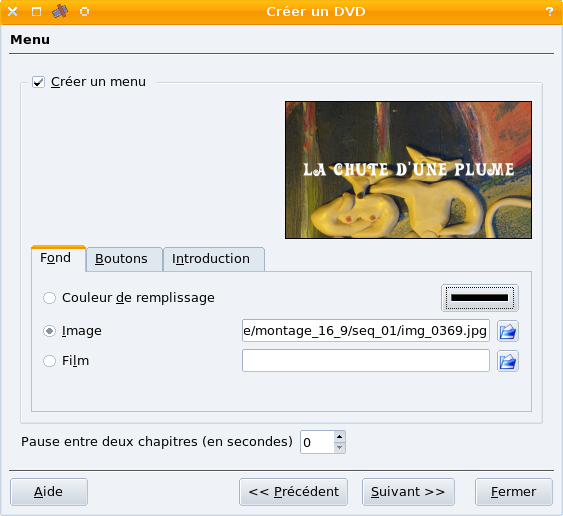 Créer un DVD
?
Menu
Créer un menu
LA CHUTE D'UNE PLUME
Fond
Boutons
Introduction
Couleur de remplissage
Image
e/montage_16_9/seq_01/img_0369.jpg
Film
Pause entre deux chapitres (en secondes)
0
Aide
<< Précédent
Suivant >>
Fermer